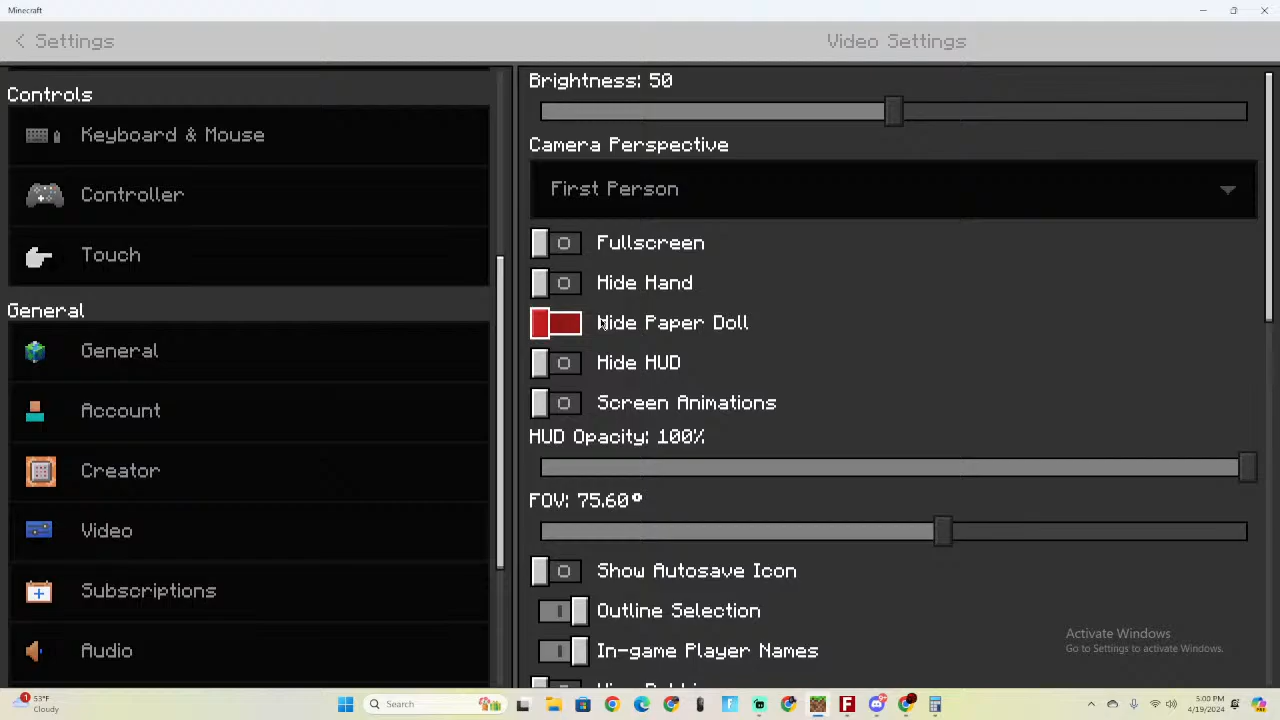 Minecraft
Settings
Video Settings
Controls
Keyboard & Mouse
Controller
Touch
General
General
Account
Creator
Video
Subscriptions
Audio
Brightness: 50
Camera Perspective
First Person
Fullscreen
Hide Hand
Hide Paper Doll
Hide HUD
Screen Animations
HUD Opacity: 100%
FOV: 75.60°
Show Autosave Icon
Outline Selection
In-game Player Names
Activate Windows
Go to Settings to activate Windows.
1
53°F
Cloudy
Search
5:00 PM
4/19/2024